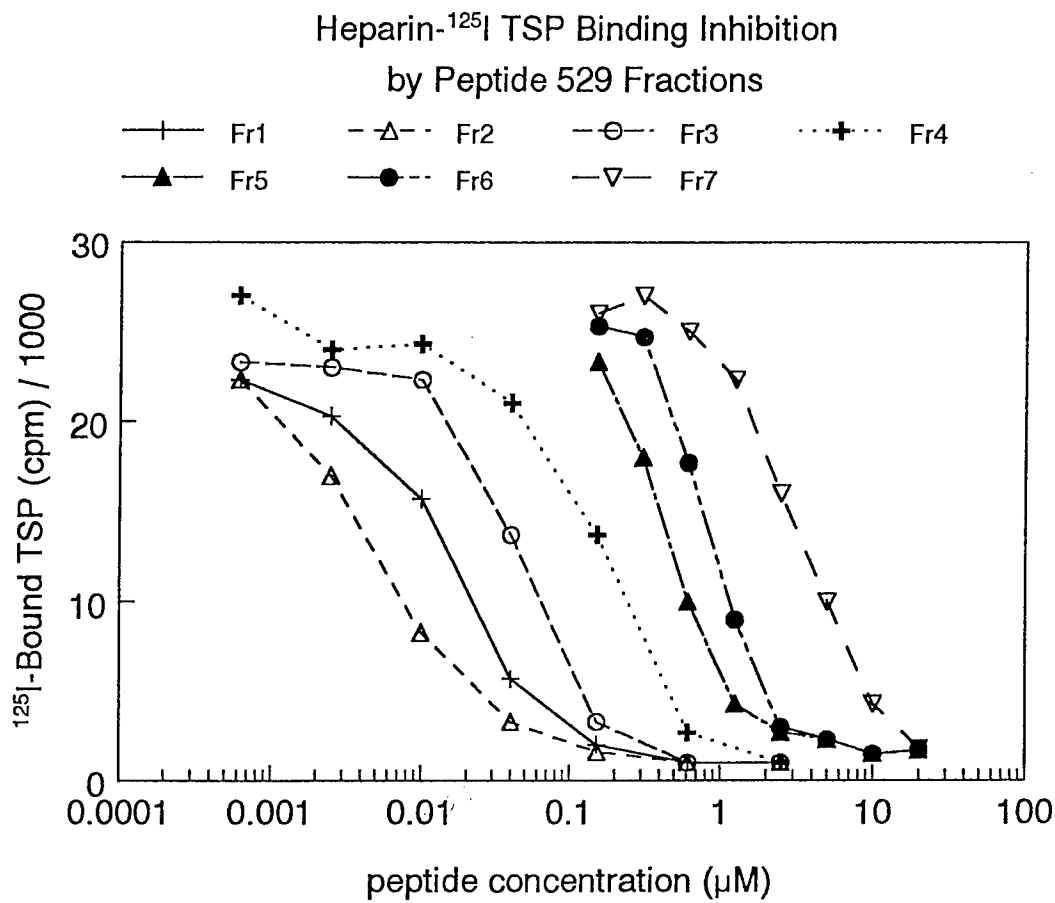 Heparin-¹²⁵I TSP Binding Inhibition
by Peptide 529 Fractions
Fr1 Fr2 Fr3 Fr4
Fr5 Fr6 Fr7
30
20
10
0
¹²⁵I-Bound TSP (cpm) / 1000
0.0001 0.001 0.01 0.1 1 10 100
peptide concentration (µM)